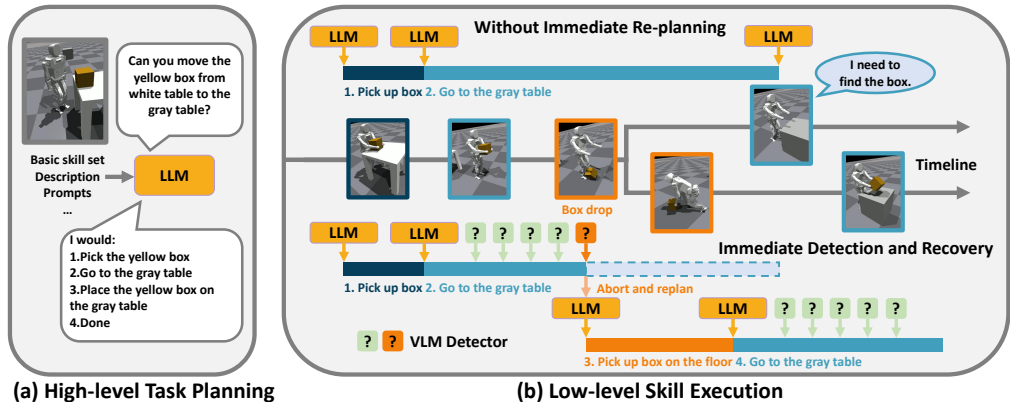 Can you move the
yellow box from
white table to the
gray table?
Basic skill set
Description
Prompts
...
LLM
I would:
1.Pick the yellow box
2.Go to the gray table
3.Place the yellow box on
the gray table
4.Done
(a) High-level Task Planning
Without Immediate Re-planning
LLM
LLM
LLM
1. Pick up box 2. Go to the gray table
I need to
find the box.
Timeline
Box drop
Immediate Detection and Recovery
LLM
LLM
?
?
?
?
?
1. Pick up box 2. Go to the gray table
Abort and replan
LLM
LLM
?
?
?
?
?
? ? VLM Detector
3. Pick up box on the floor 4. Go to the gray table
(b) Low-level Skill Execution